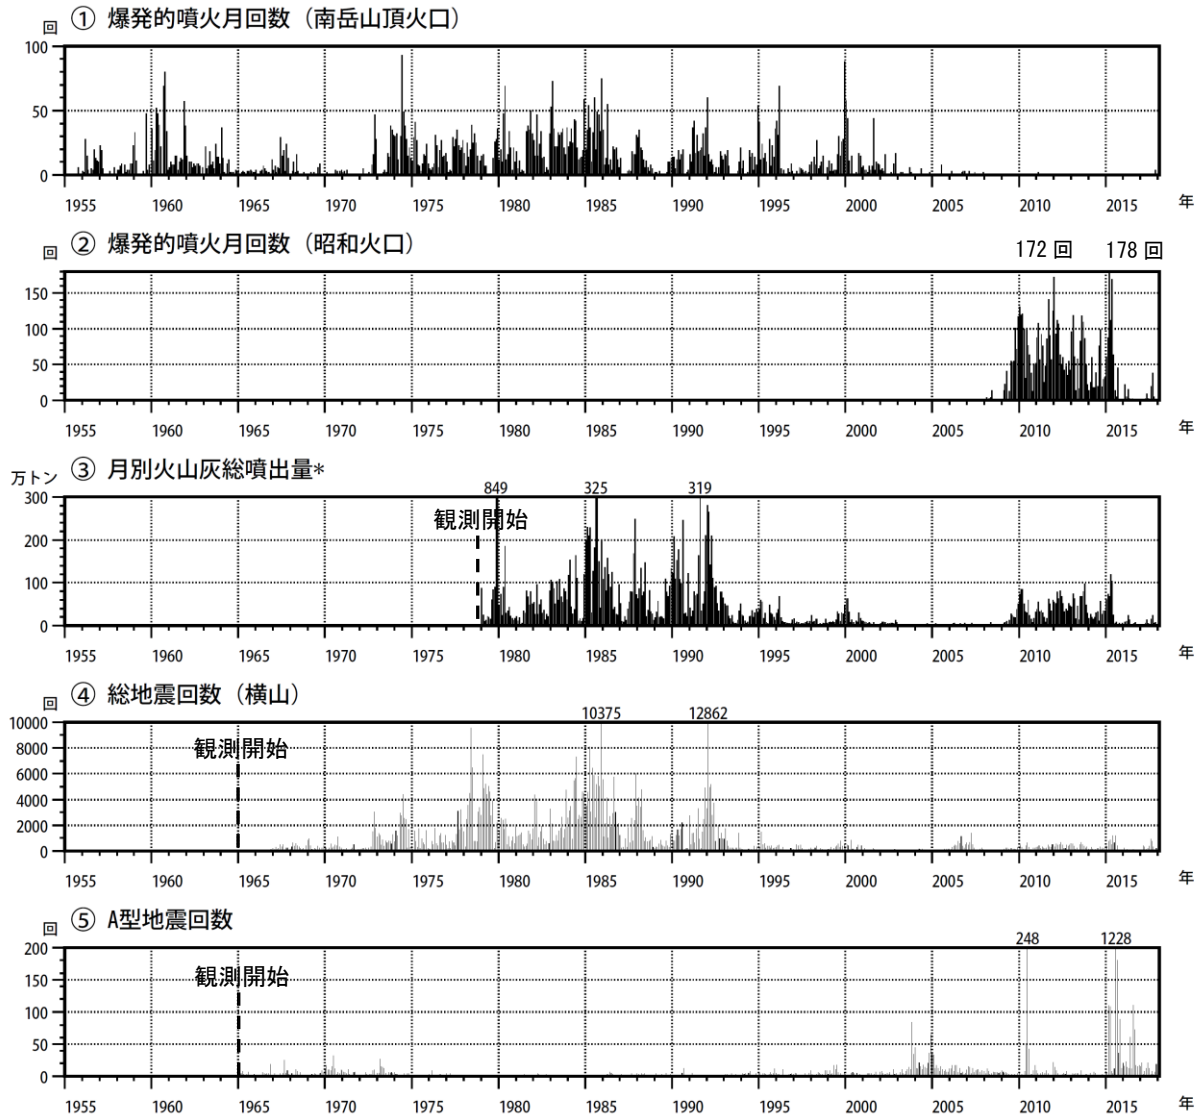 ① 爆発的噴火月回数（南岳山頂火口）
回
100
50
0
1955 1960 1965 1970 1975 1980 1985 1990 1995 2000 2005 2010 2015 年
② 爆発的噴火月回数（昭和火口）
172 回 178 回
回
150
100
50
0
1955 1960 1965 1970 1975 1980 1985 1990 1995 2000 2005 2010 2015 年
③ 月別火山灰総噴出量*
万トン
849 325 319
300
観測開始
200
100
0
1955 1960 1965 1970 1975 1980 1985 1990 1995 2000 2005 2010 2015 年
④ 総地震回数（横山）
回
10375 12862
10000
観測開始
8000
6000
4000
2000
0
1955 1960 1965 1970 1975 1980 1985 1990 1995 2000 2005 2010 2015 年
⑤ A型地震回数
回
248 1228
200
観測開始
150
100
50
0
1955 1960 1965 1970 1975 1980 1985 1990 1995 2000 2005 2010 2015 年